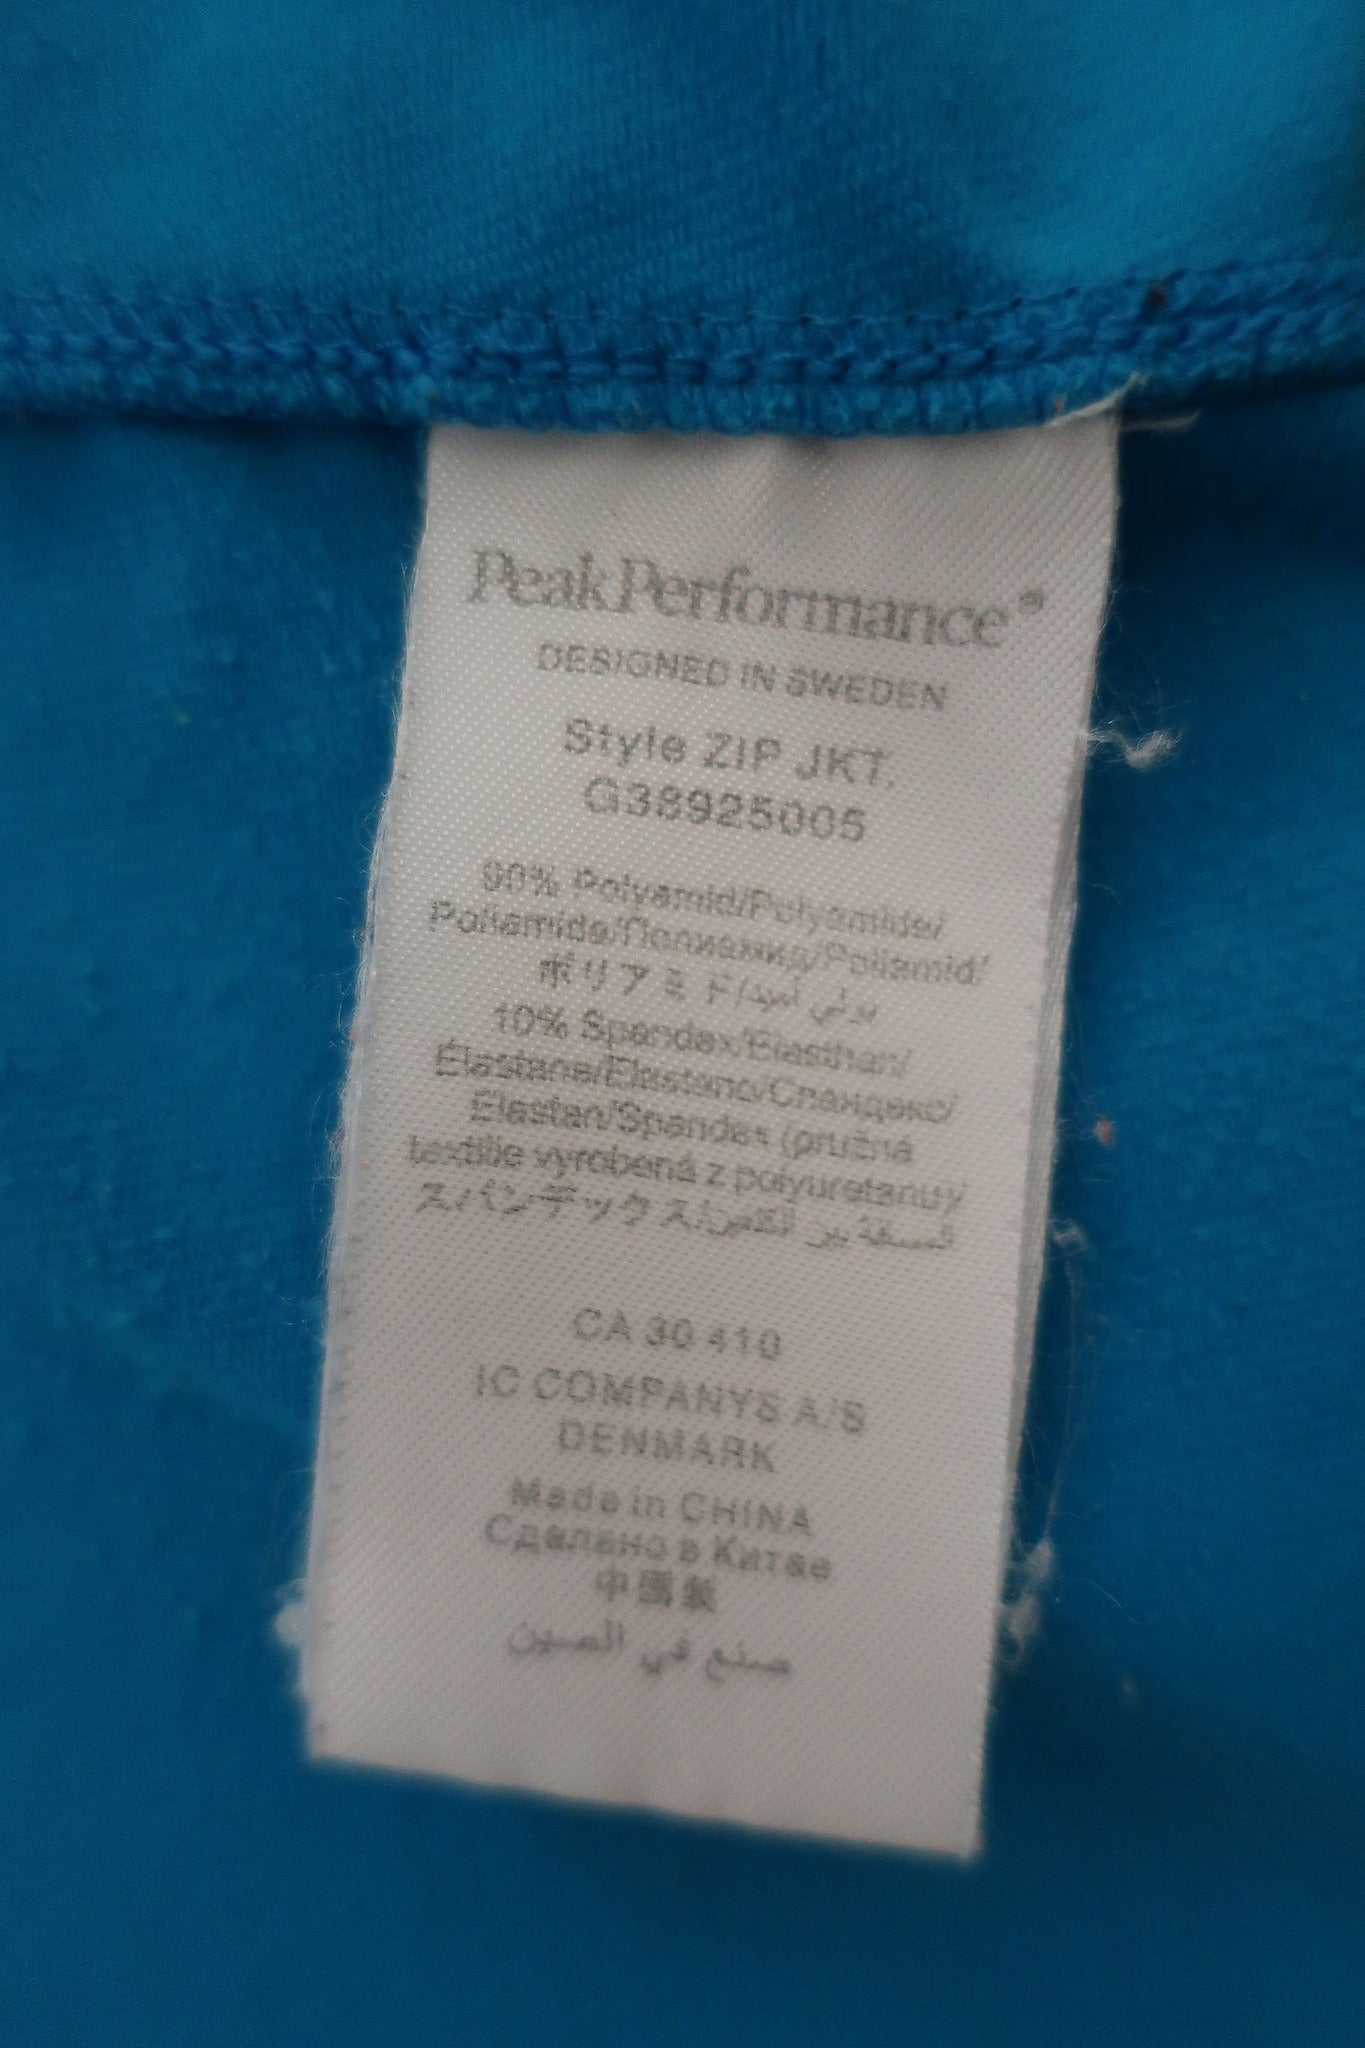 PeakPerformance®
DESIGNED IN SWEDEN
Style ZIP JKT.
G38925005
90% Polyamid/Polyamide/
Poliamida/Полиамид/Poliamid/
ポリアミド/بولي أميد
10% Spandex/Elasthan/
Élastane/Elastano/Спандекс/
Elastan/Spandex (pružná
textilie vyrobená z polyuretanu)/
スパンデックス/
CA 30 410
IC COMPANYS A/S
DENMARK
Made in CHINA
Сделано в Китае
中國製
صنع في الصين